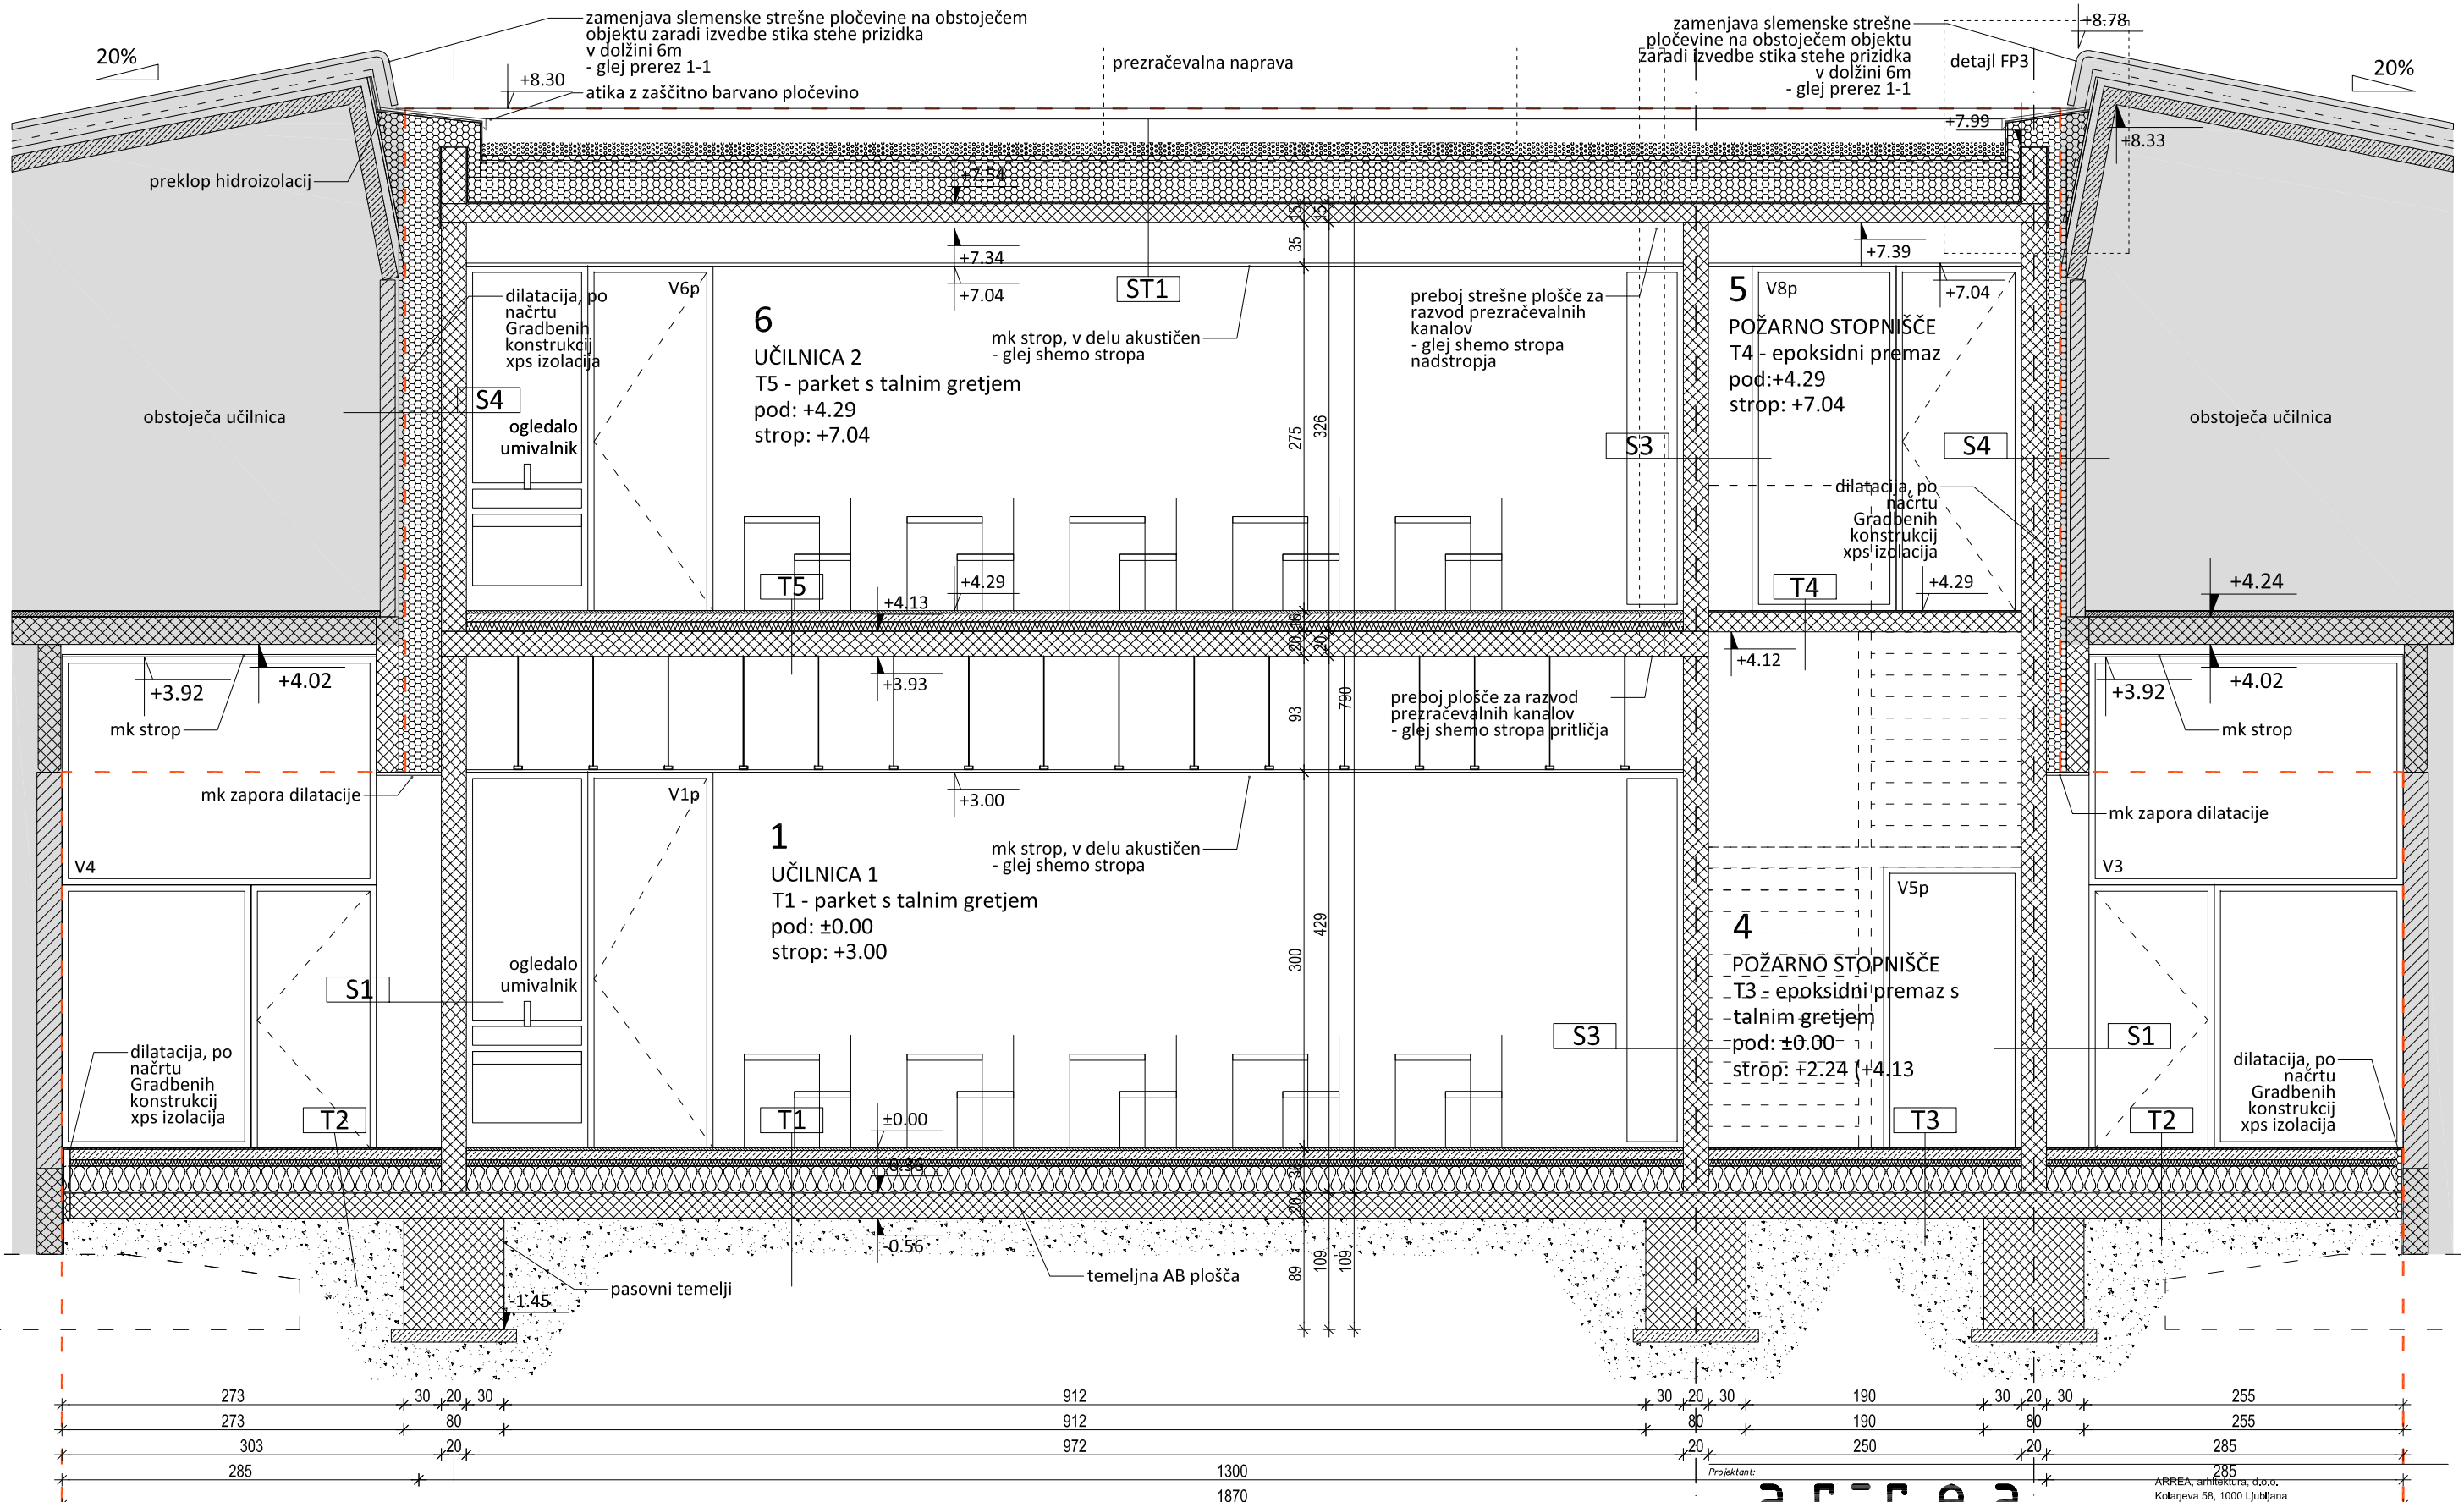 zamenjava slemenske strešne pločevine na obstoječem
objektu zaradi izvedbe stika stehe prizidka
v dolžini 6m
- glej prerez 1-1
atika z zaščitno barvano pločevino
20%
+8.30
prezračevalna naprava
zamenjava slemenske strešne
pločevine na obstoječem objektu
zaradi izvedbe stika stehe prizidka
v dolžini 6m
- glej prerez 1-1
detajl FP3
+8.78
20%
+7.99
+8.33
preklop hidroizolacij
+7.54
15
15
35
+7.34
+7.04
ST1
+7.39
+7.04
dilatacija, po
načrtu
Gradbenih
konstrukcij
xps izolacija
V6p
6
UČILNICA 2
T5 - parket s talnim gretjem
pod: +4.29
strop: +7.04
mk strop, v delu akustičen
- glej shemo stropa
preboj strešne plošče za
razvod prezračevalnih
kanalov
- glej shemo stropa
nadstropja
5
V8p
POŽARNO STOPNIŠČE
T4 - epoksidni premaz
pod:+4.29
strop: +7.04
obstoječa učilnica
S4
ogledalo
umivalnik
275
326
S3
S4
obstoječa učilnica
dilatacija, po
načrtu
Gradbenih
konstrukcij
xps izolacija
T5
+4.29
+4.13
T4
+4.29
+4.24
16
20
20
+3.92
+4.02
mk strop
+3.93
93
790
preboj plošče za razvod
prezračevalnih kanalov
- glej shemo stropa pritličja
+4.12
+3.92
+4.02
mk strop
mk zapora dilatacije
V1p
+3.00
mk zapora dilatacije
V4
1
UČILNICA 1
T1 - parket s talnim gretjem
pod: ±0.00
strop: +3.00
mk strop, v delu akustičen
- glej shemo stropa
V5p
V3
300
429
4
POŽARNO STOPNIŠČE
T3 - epoksidni premaz s
talnim gretjem
pod: ±0.00
strop: +2.24 (+4.13
S1
ogledalo
umivalnik
S3
S1
dilatacija, po
načrtu
Gradbenih
konstrukcij
xps izolacija
dilatacija, po
načrtu
Gradbenih
konstrukcij
xps izolacija
T2
T1
±0.00
T3
T2
-0.36
36
20
-0.56
89
109
109
temeljna AB plošča
pasovni temelji
-1.45
273 30 20 30 912 30 20 30 190 30 20 30 255
273 80 912 80 190 80 255
303 20 972 20 250 20 285
285 1300 285
1870
Projektant:
arrea
ARREA, arhitektura, d.o.o.
Kolarjeva 58, 1000 Ljubljana